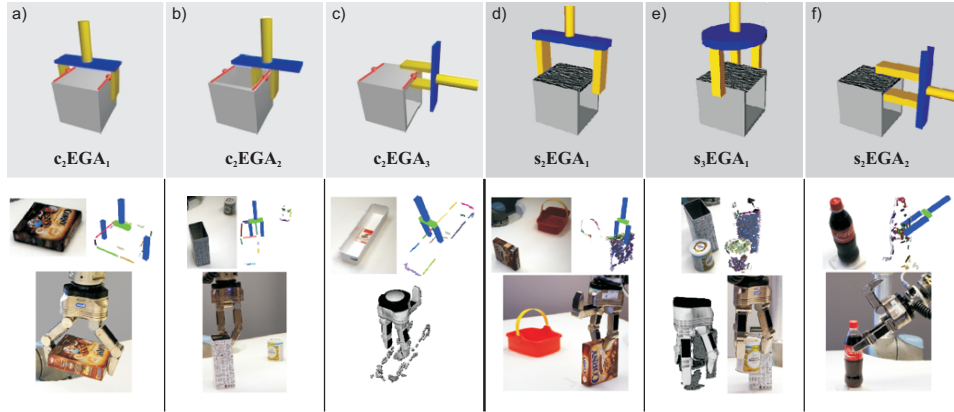 a)
b)
c)
d)
e)
f)
c₂EGA₁
c₂EGA₂
c₂EGA₃
s₂EGA₁
s₃EGA₁
s₂EGA₂